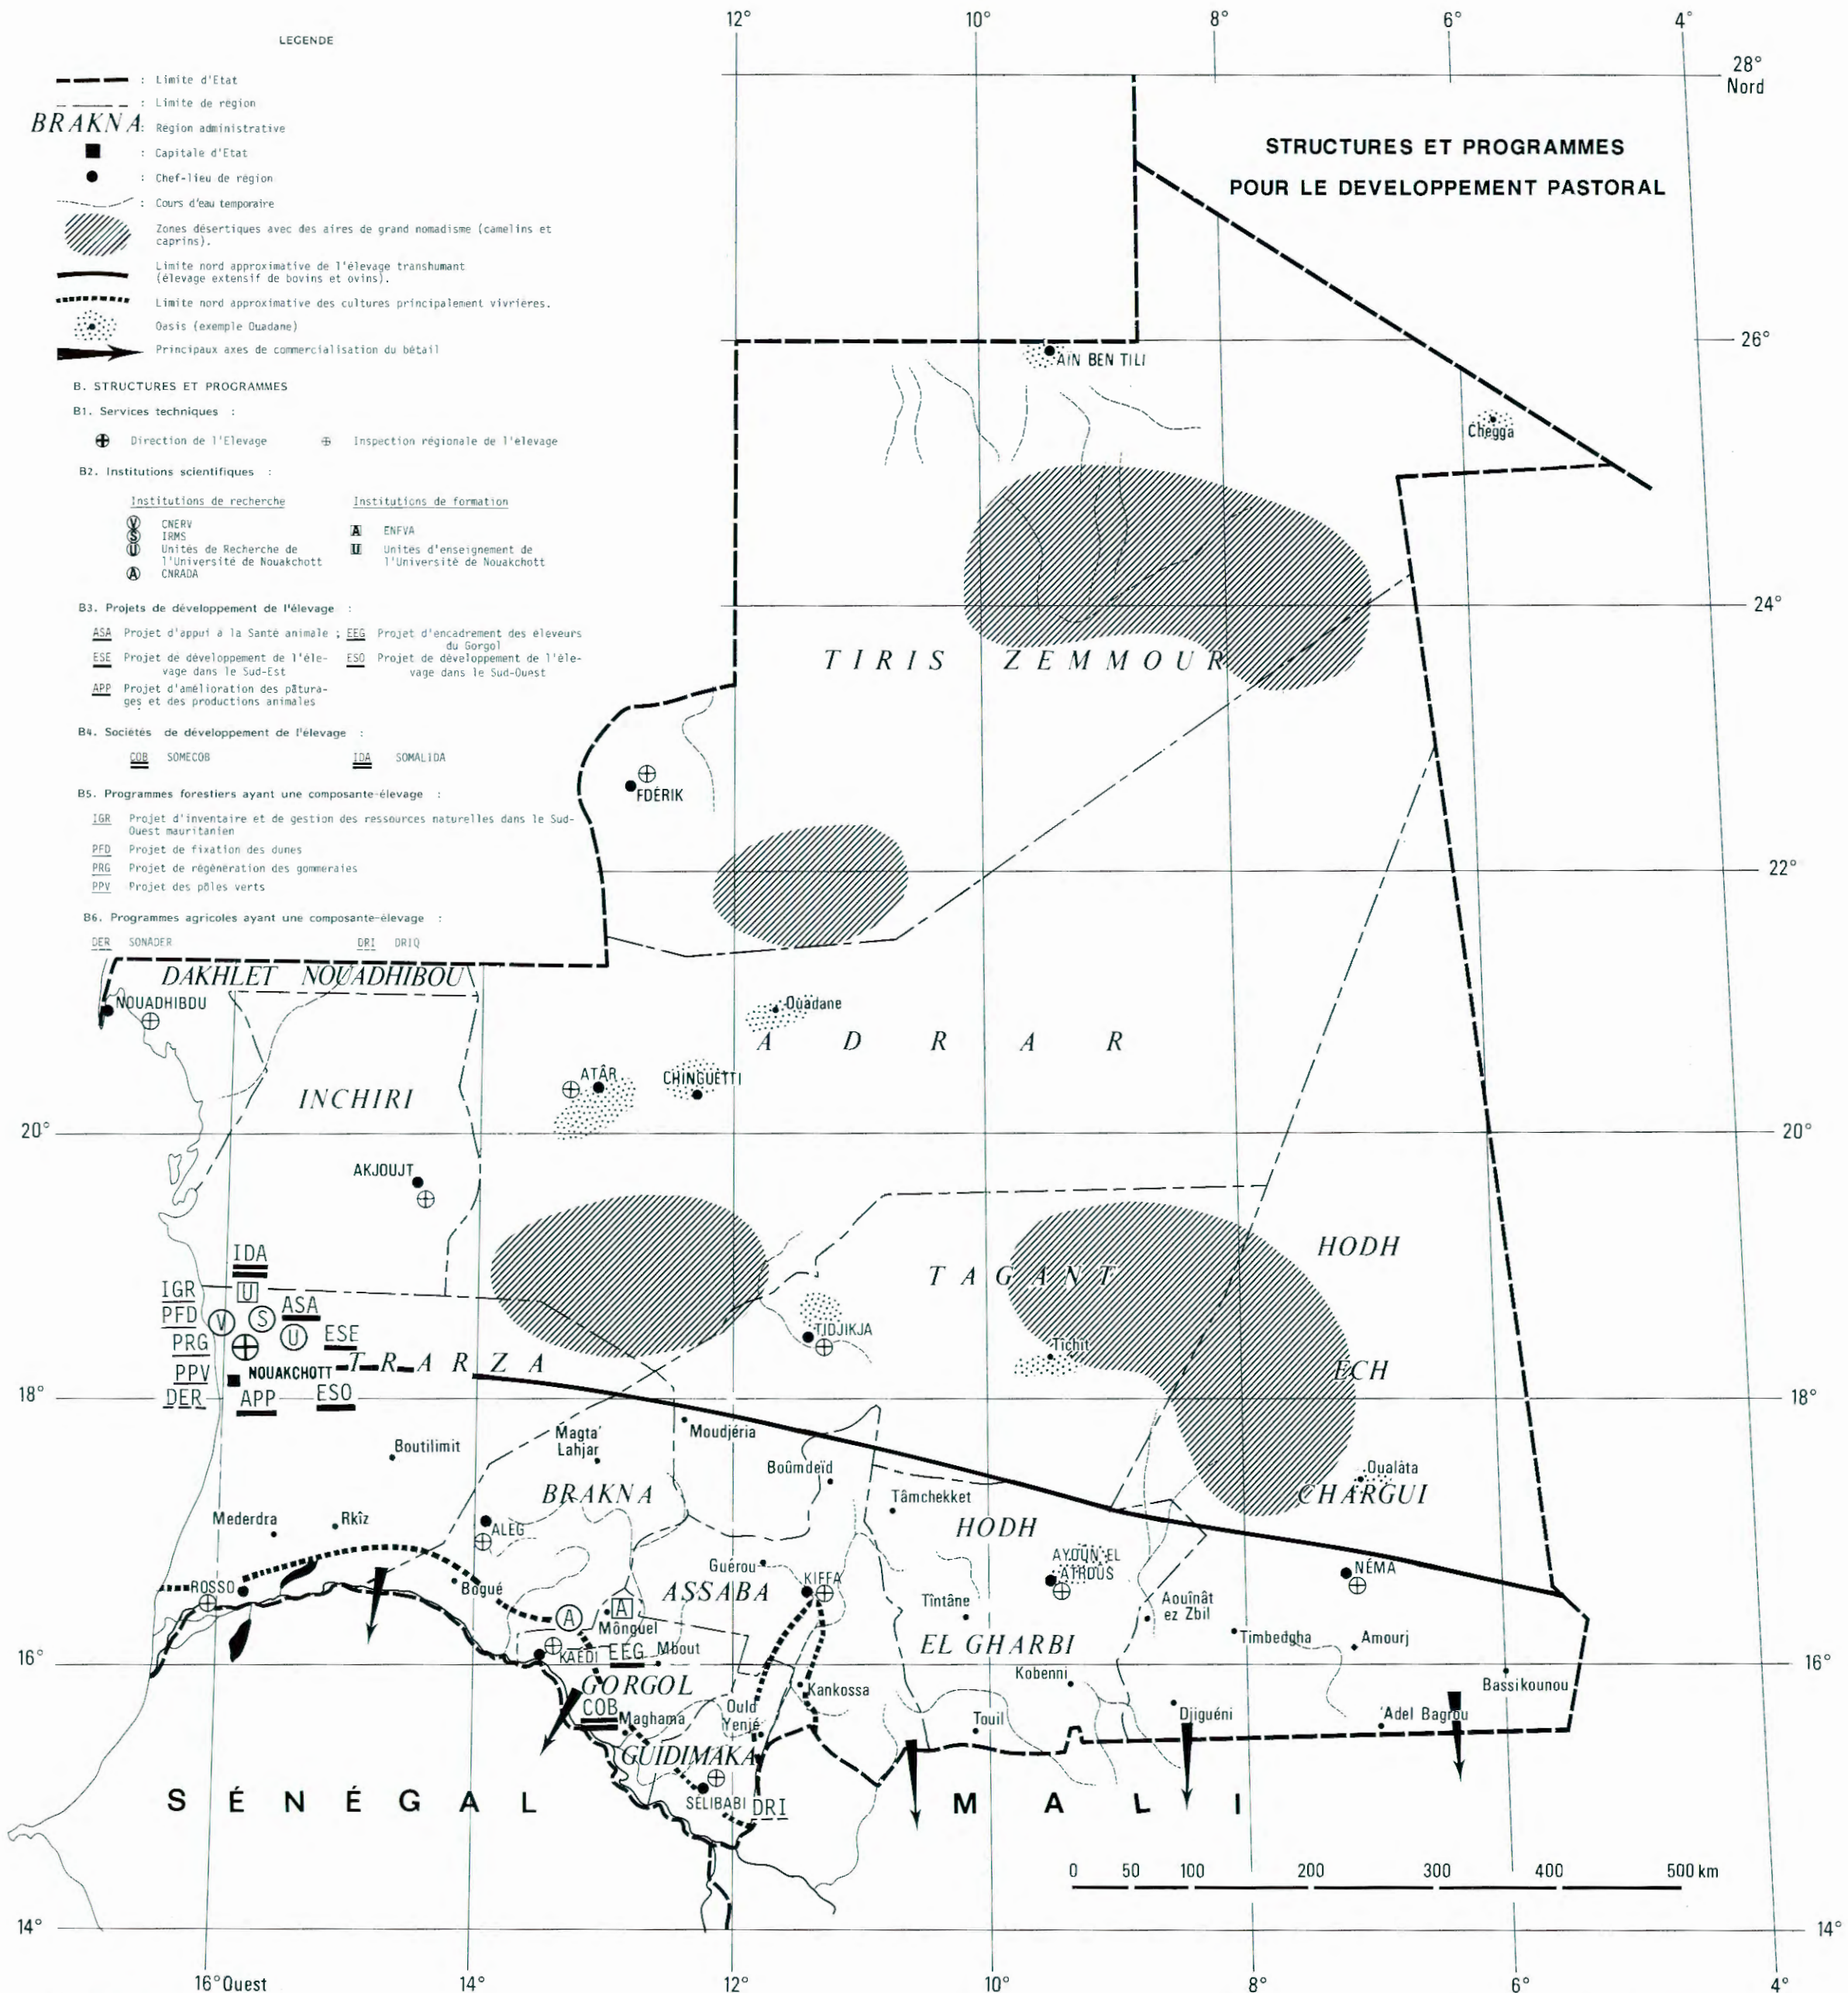 12° 10° 8° 6° 4°
28°
Nord
STRUCTURES ET PROGRAMMES
POUR LE DEVELOPPEMENT PASTORAL
LEGENDE
: Limite d'Etat
: Limite de région
BRAKNA : Région administrative
: Capitale d'Etat
: Chef-lieu de région
: Cours d'eau temporaire
Zones désertiques avec des aires de grand nomadisme (camelins et
caprins).
Limite nord approximative de l'élevage transhumant
(élevage extensif de bovins et ovins).
Limite nord approximative des cultures principalement vivrières.
Oasis (exemple Ouadane)
Principaux axes de commercialisation du bétail
B. STRUCTURES ET PROGRAMMES
B1. Services techniques :
Direction de l'Elevage
Inspection régionale de l'élevage
B2. Institutions scientifiques :
Institutions de recherche
V CNERV
S IRMS
U Unités de Recherche de
l'Université de Nouakchott
A CNRADA
Institutions de formation
A ENFVA
U Unités d'enseignement de
l'Université de Nouakchott
B3. Projets de développement de l'élevage :
ASA Projet d'appui à la Santé animale ;
EEG Projet d'encadrement des éleveurs
du Gorgol
ESE Projet de développement de l'éle-
vage dans le Sud-Est
ESO Projet de développement de l'éle-
vage dans le Sud-Ouest
APP Projet d'amélioration des pâtura-
ges et des productions animales
B4. Sociétés de développement de l'élevage :
COB SOMECOB
IDA SOMALIDA
B5. Programmes forestiers ayant une composante-élevage :
IGR Projet d'inventaire et de gestion des ressources naturelles dans le Sud-
Ouest mauritanien
PFD Projet de fixation des dunes
PRG Projet de régénération des gommeraies
PPV Projet des pôles verts
B6. Programmes agricoles ayant une composante-élevage :
DER SONADER
DRI DRIQ
26°
AÏN BEN TILI
Chegga
24°
TIRIS ZEMMOUR
FDÉRIK
22°
DAKHLET NOUADHIBOU
NOUADHIBOU
Ouadane
ADRAR
ATÂR
CHINGUETTI
INCHIRI
20°
20°
AKJOUJT
HODH
IDA
TAGANT
IGR
U
PFD
V
S
ASA
PRG
U
ESE
TIDJIKJA
Tichit
PPV
NOUAKCHOTT
TRARZA
ECH
DER
APP
ESO
18°
18°
Moudjéria
Magta'
Lahjar
Boutilimit
Boûmdeïd
Oualâta
BRAKNA
Tâmchekket
CHARGUI
Mederdra
Rkîz
ALEG
HODH
AYOÛN EL
ATROÛS
NÉMA
Guérou
KIFFA
ROSSO
Bogué
ASSABA
Tîntâne
Aouînât
ez Zbil
A
A
Mônguel
Timbedgha
Amourj
KAEDI
EEG
Mbout
EL GHARBI
16°
16°
GORGOL
Kankossa
Kobenni
Bassikounou
COB
Maghama
Ould
Yenjé
Touil
Djiguéni
'Adel Bagrou
GUIDIMAKA
SÉLIBABI
DRI
SÉNÉGAL
MALI
0 50 100 200 300 400 500 km
14°
14°
16° Ouest 14° 12° 10° 8° 6° 4°